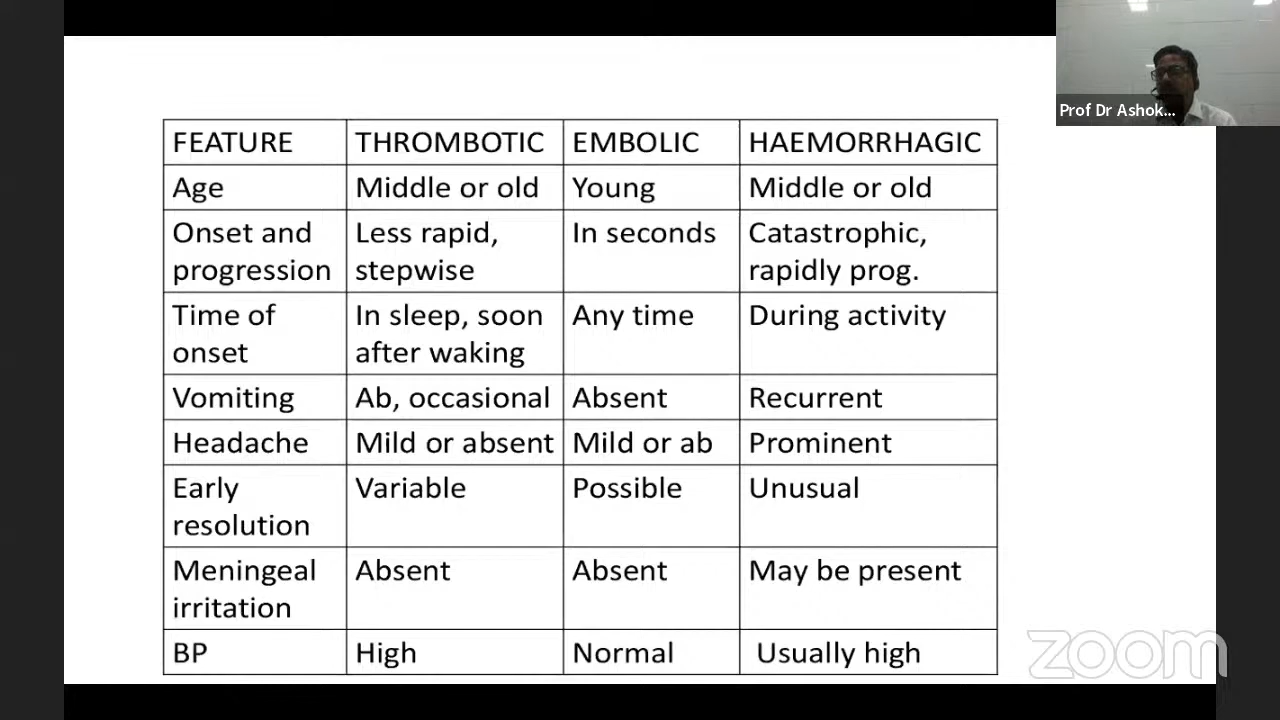 Prof Dr Ashok...
FEATURE THROMBOTIC EMBOLIC HAEMORRHAGIC
Age Middle or old Young Middle or old
Onset and Less rapid, In seconds Catastrophic,
progression stepwise rapidly prog.
Time of In sleep, soon Any time During activity
onset after waking
Vomiting Ab, occasional Absent Recurrent
Headache Mild or absent Mild or ab Prominent
Early Variable Possible Unusual
resolution
Meningeal Absent Absent May be present
irritation
BP High Normal Usually high
zoom